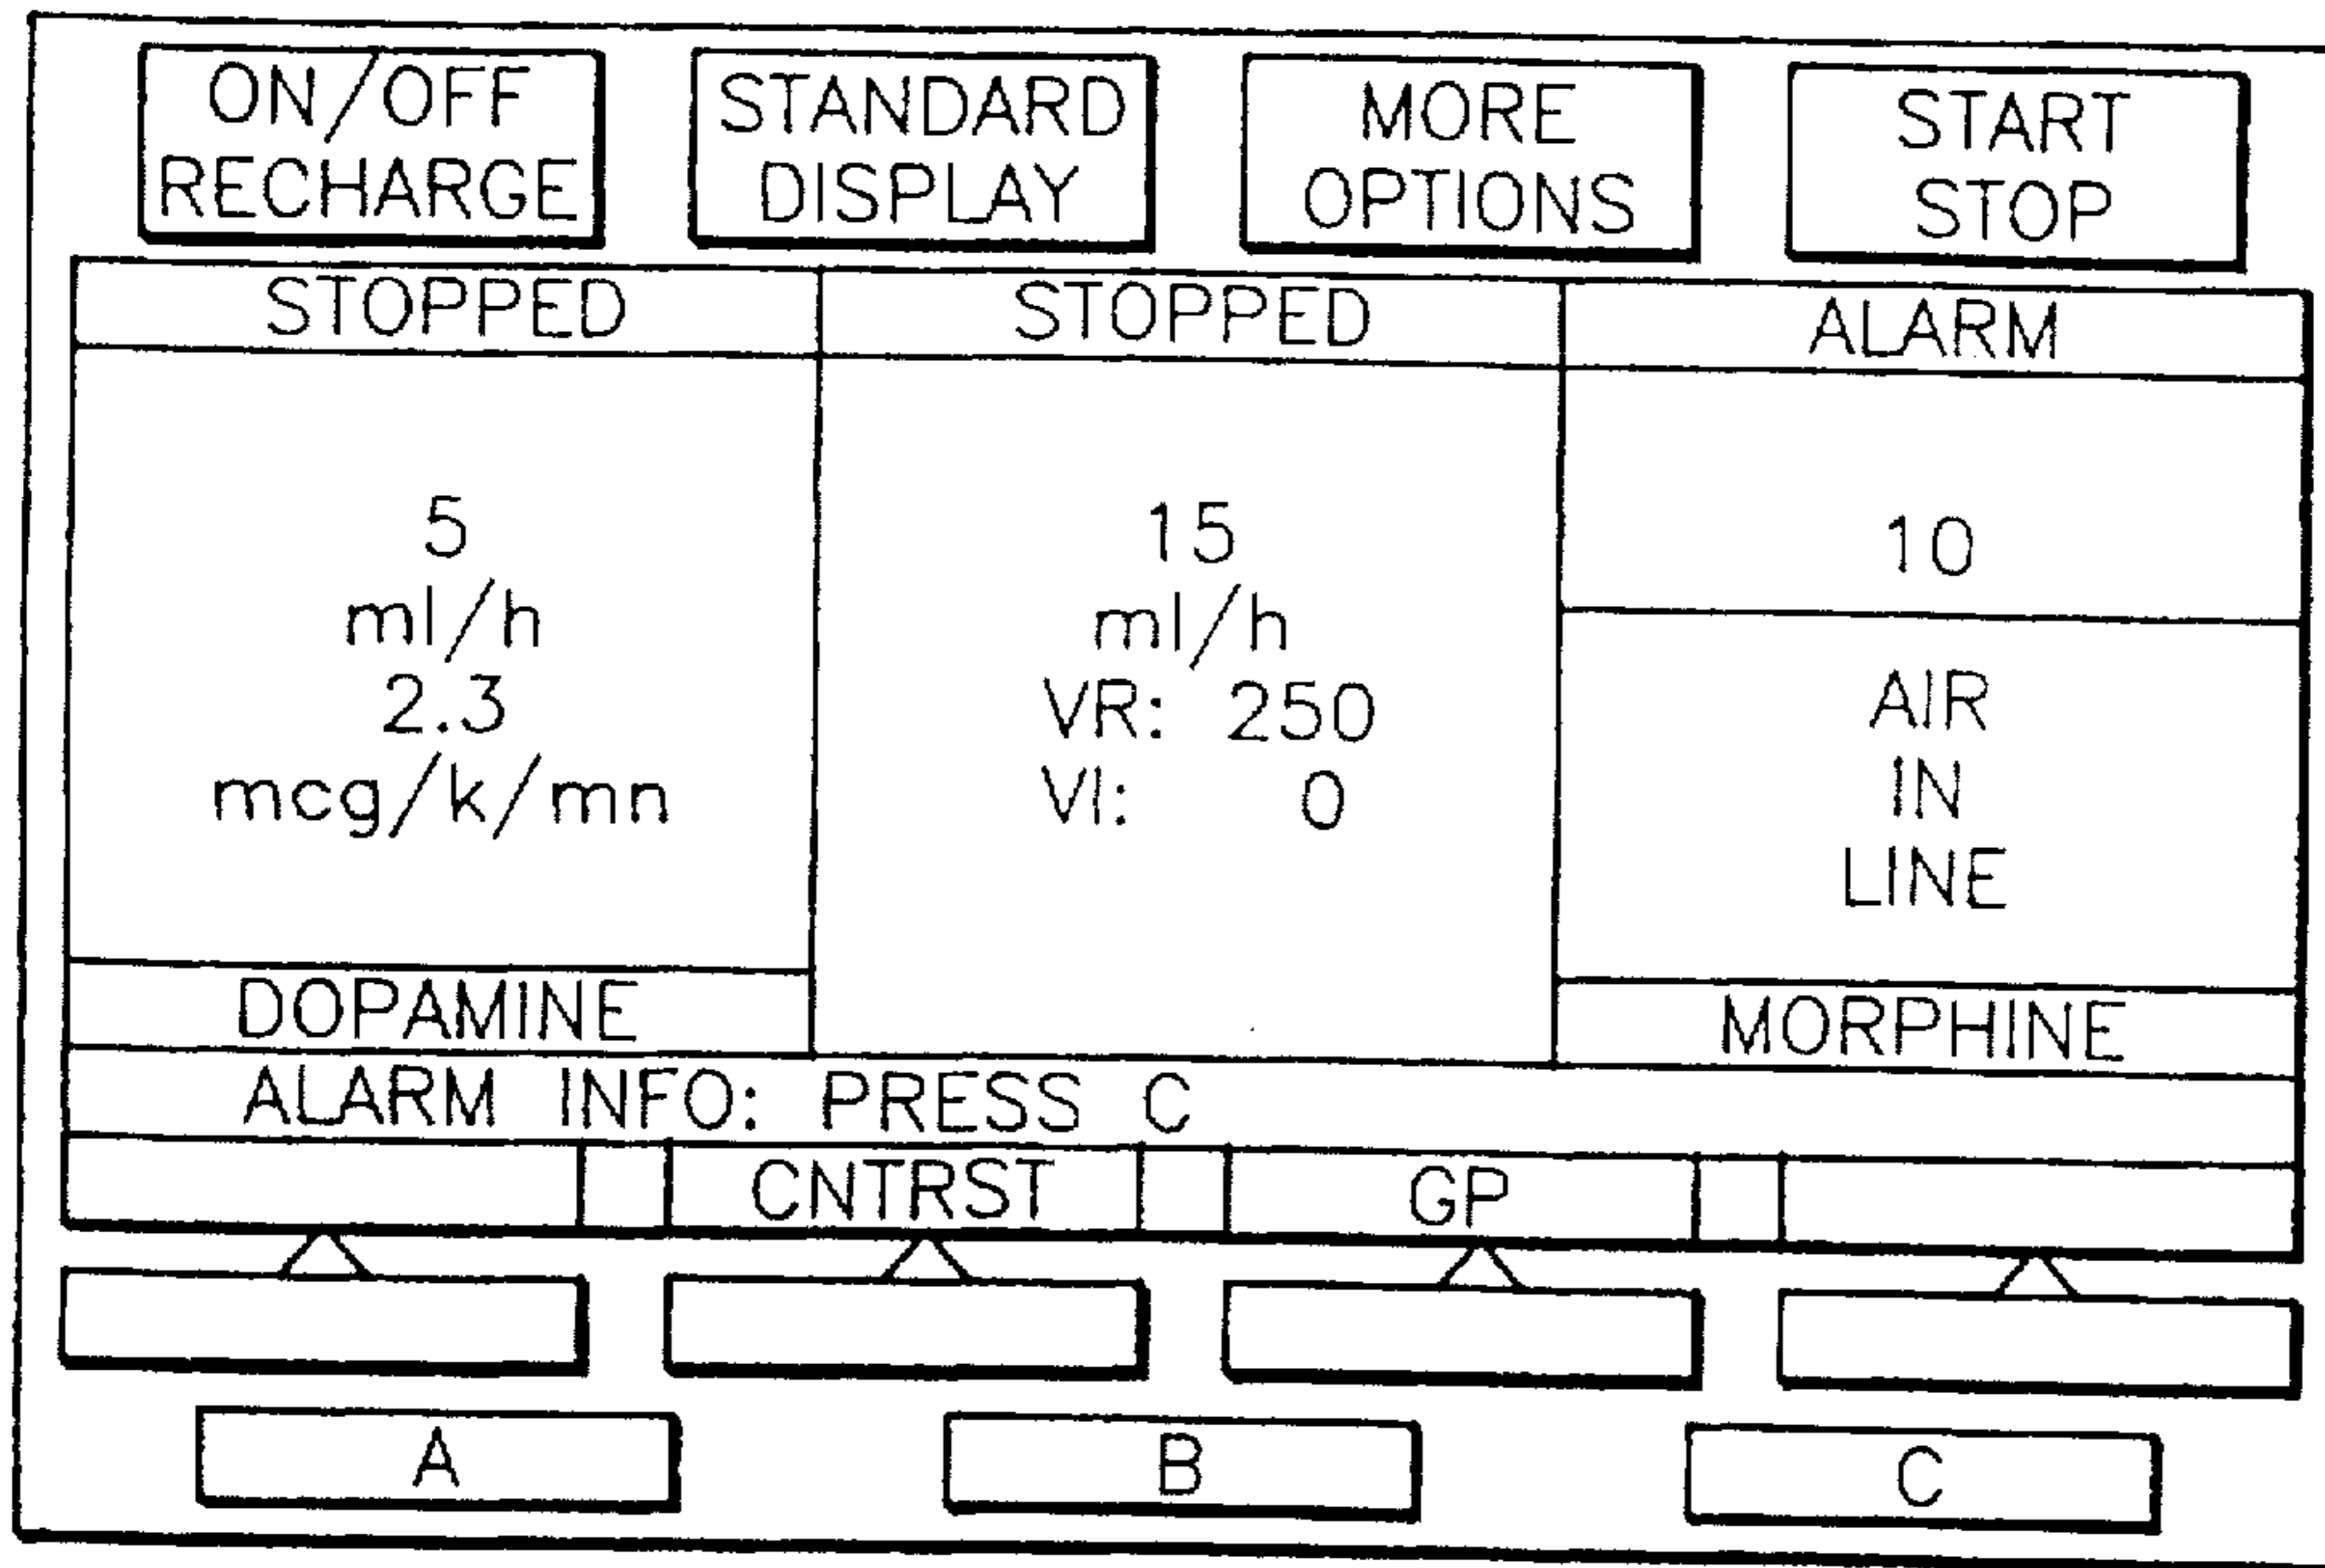 ON/OFF
RECHARGE
STANDARD
DISPLAY
MORE
OPTIONS
START
STOP
STOPPED
5
ml/h
2.3
mcg/k/mn
DOPAMINE
STOPPED
15
ml/h
VR: 250
VI: 0
ALARM
10
AIR
IN
LINE
MORPHINE
ALARM INFO: PRESS C
CNTRST
GP
A
B
C